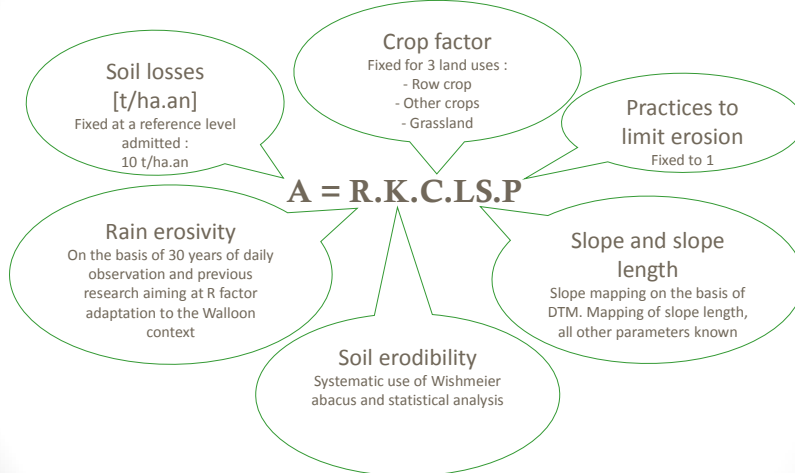 Soil losses
[t/ha.an]
Fixed at a reference level
admitted :
10 t/ha.an
Crop factor
Fixed for 3 land uses :
- Row crop
- Other crops
- Grassland
Practices to
limit erosion
Fixed to 1
A = R.K.C.LS.P
Rain erosivity
On the basis of 30 years of daily
observation and previous
research aiming at R factor
adaptation to the Walloon
context
Soil erodibility
Systematic use of Wishmeier
abacus and statistical analysis
Slope and slope
length
Slope mapping on the basis of
DTM. Mapping of slope length,
all other parameters known